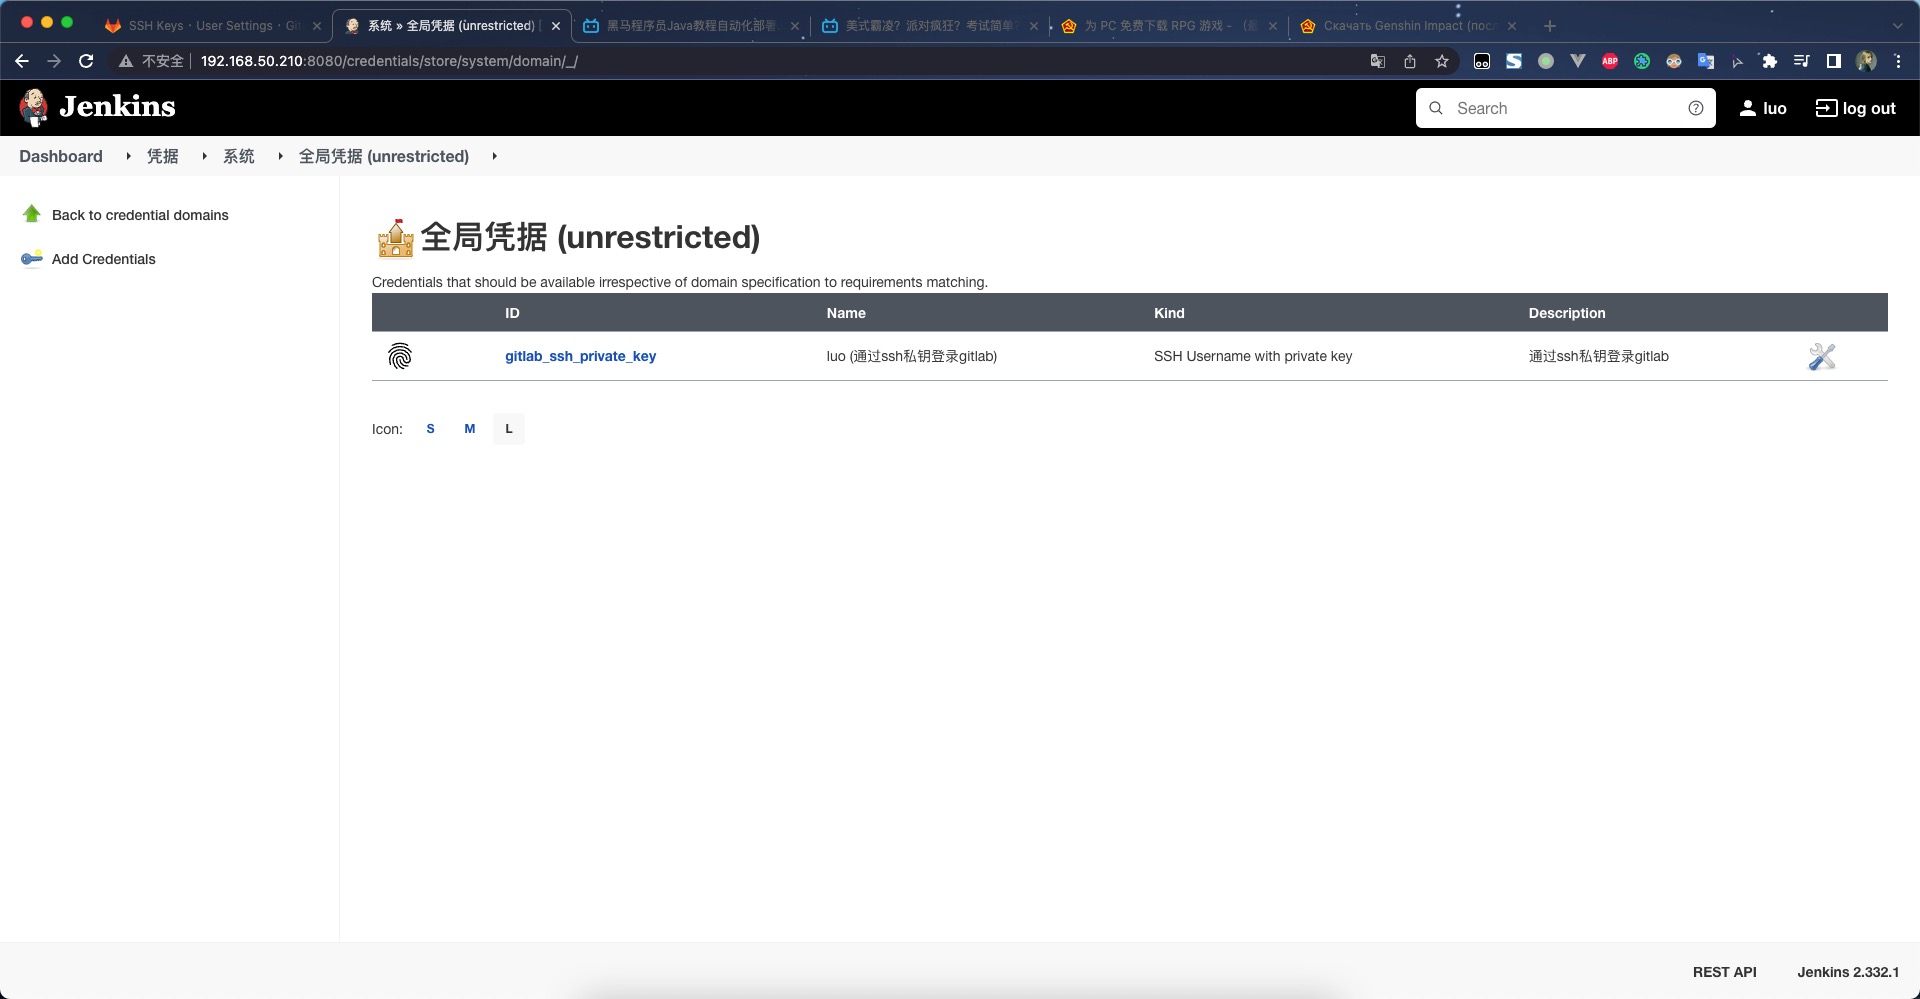 SSH Keys · User Settings · Git
系统 » 全局凭据 (unrestricted) [
黑马程序员Java教程自动化部署
美式霸凌？派对疯狂？考试简单?
为 PC 免费下载 RPG 游戏 -
Скачать Genshin Impact (посл
不安全
192.168.50.210:8080/credentials/store/system/domain/_/
ABP
Jenkins
Search
luo
log out
Dashboard
凭据
系统
全局凭据 (unrestricted)
Back to credential domains
Add Credentials
全局凭据 (unrestricted)
Credentials that should be available irrespective of domain specification to requirements matching.
ID Name Kind Description
gitlab_ssh_private_key luo (通过ssh私钥登录gitlab) SSH Username with private key 通过ssh私钥登录gitlab
Icon: S M L
REST API Jenkins 2.332.1